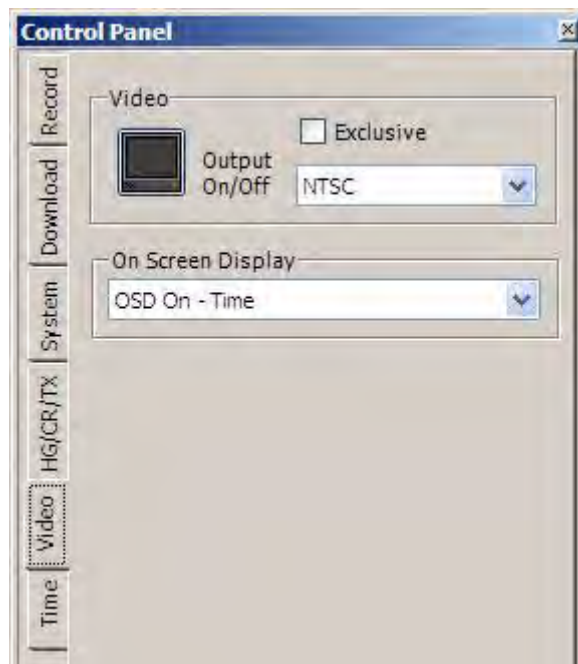 Control Panel
Record
Download
System
HG/CR/TX
Video
Time
Video
Exclusive
Output
On/Off
NTSC
On Screen Display
OSD On - Time